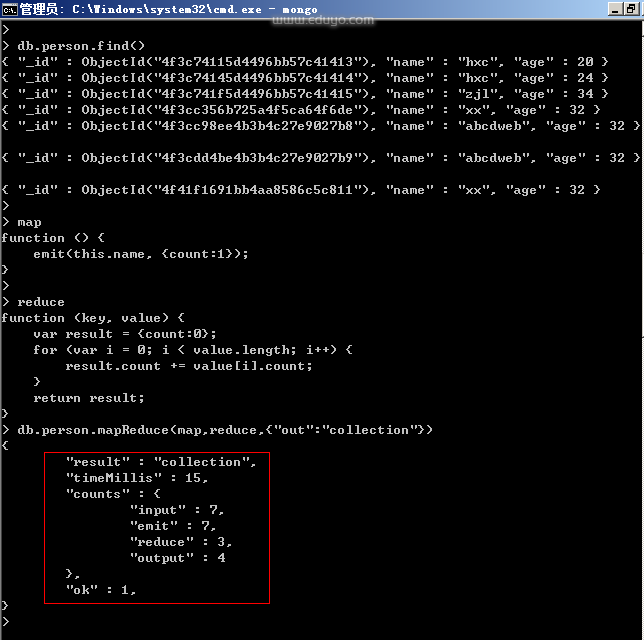 管理员: C:\Windows\system32\cmd.exe - mongo
www.eduyo.com
>
> db.person.find()
{ "_id" : ObjectId("4f3c74115d4496bb57c41413"), "name" : "hxc", "age" : 20 }
{ "_id" : ObjectId("4f3c74145d4496bb57c41414"), "name" : "hxc", "age" : 24 }
{ "_id" : ObjectId("4f3c741f5d4496bb57c41415"), "name" : "zjl", "age" : 34 }
{ "_id" : ObjectId("4f3cc356b725a4f5ca64f6de"), "name" : "xx", "age" : 32 }
{ "_id" : ObjectId("4f3cc98ee4b3b4c27e9027b8"), "name" : "abcdweb", "age" : 32 }
{ "_id" : ObjectId("4f3cdd4be4b3b4c27e9027b9"), "name" : "abcdweb", "age" : 32 }
{ "_id" : ObjectId("4f41f1691bb4aa8586c5c811"), "name" : "xx", "age" : 32 }
>
> map
function () {
    emit(this.name, {count:1});
}
>
> reduce
function (key, value) {
    var result = {count:0};
    for (var i = 0; i < value.length; i++) {
        result.count += value[i].count;
    }
    return result;
}
> db.person.mapReduce(map,reduce,{"out":"collection"})
{
        "result" : "collection",
        "timeMillis" : 15,
        "counts" : {
                "input" : 7,
                "emit" : 7,
                "reduce" : 3,
                "output" : 4
        },
        "ok" : 1,
}
>